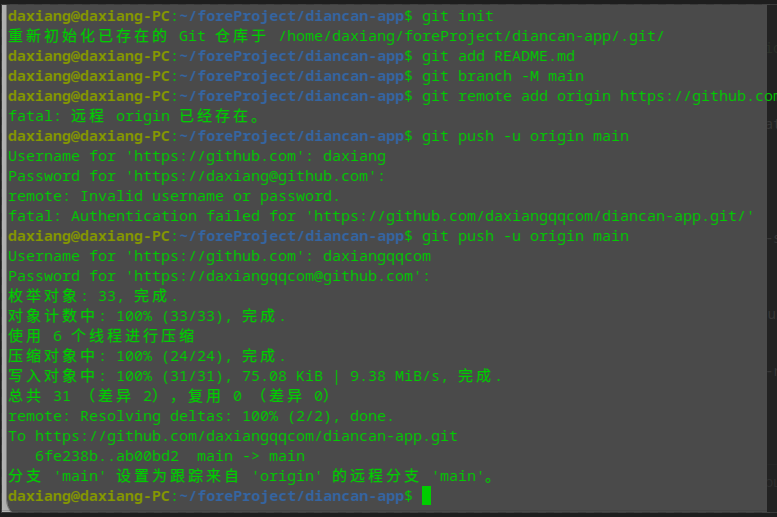 daxiang@daxiang-PC:~/foreProject/diancan-app$ git init
重新初始化已存在的 Git 仓库于 /home/daxiang/foreProject/diancan-app/.git/
daxiang@daxiang-PC:~/foreProject/diancan-app$ git add README.md
daxiang@daxiang-PC:~/foreProject/diancan-app$ git branch -M main
daxiang@daxiang-PC:~/foreProject/diancan-app$ git remote add origin https://github.com
fatal: 远程 origin 已经存在。
daxiang@daxiang-PC:~/foreProject/diancan-app$ git push -u origin main
Username for 'https://github.com': daxiang
Password for 'https://daxiang@github.com':
remote: Invalid username or password.
fatal: Authentication failed for 'https://github.com/daxiangqqcom/diancan-app.git/'
daxiang@daxiang-PC:~/foreProject/diancan-app$ git push -u origin main
Username for 'https://github.com': daxiangqqcom
Password for 'https://daxiangqqcom@github.com':
枚举对象: 33, 完成.
对象计数中: 100% (33/33), 完成.
使用 6 个线程进行压缩
压缩对象中: 100% (24/24), 完成.
写入对象中: 100% (31/31), 75.08 KiB | 9.38 MiB/s, 完成.
总共 31 （差异 2），复用 0 （差异 0）
remote: Resolving deltas: 100% (2/2), done.
To https://github.com/daxiangqqcom/diancan-app.git
6fe238b..ab00bd2  main -> main
分支 'main' 设置为跟踪来自 'origin' 的远程分支 'main'。
daxiang@daxiang-PC:~/foreProject/diancan-app$